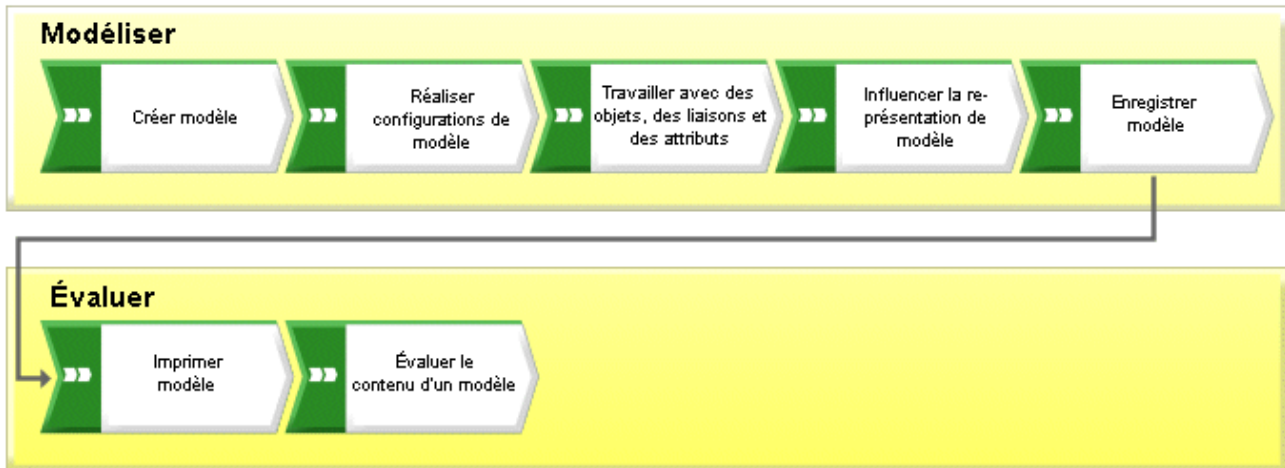 Modéliser
Créer modèle
Réaliser
configurations de
modèle
Travailler avec des
objets, des liaisons et
des attributs
Influencer la re-
présentation de
modèle
Enregistrer
modèle
Évaluer
Imprimer
modèle
Évaluer le
contenu d'un modèle